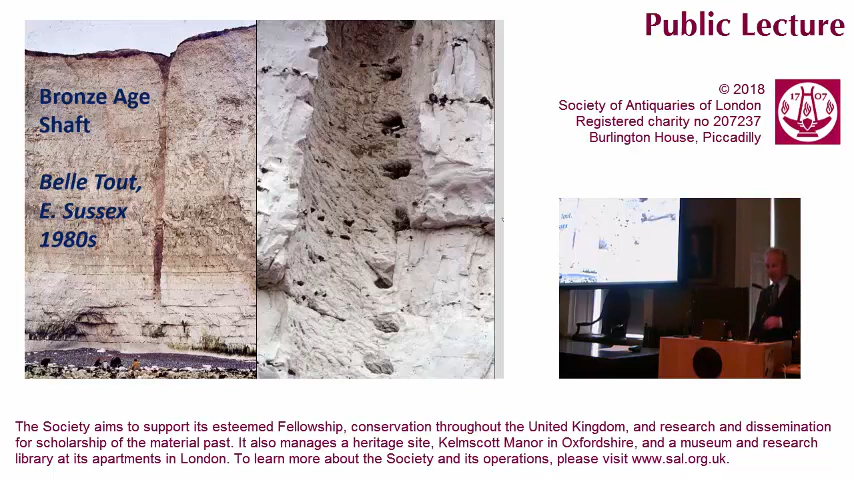 Public Lecture
Bronze Age
Shaft
Belle Tout,
E. Sussex
1980s
© 2018
Society of Antiquaries of London
Registered charity no 207237
Burlington House, Piccadilly
1707
The Society aims to support its esteemed Fellowship, conservation throughout the United Kingdom, and research and dissemination
for scholarship of the material past. It also manages a heritage site, Kelmscott Manor in Oxfordshire, and a museum and research
library at its apartments in London. To learn more about the Society and its operations, please visit www.sal.org.uk.